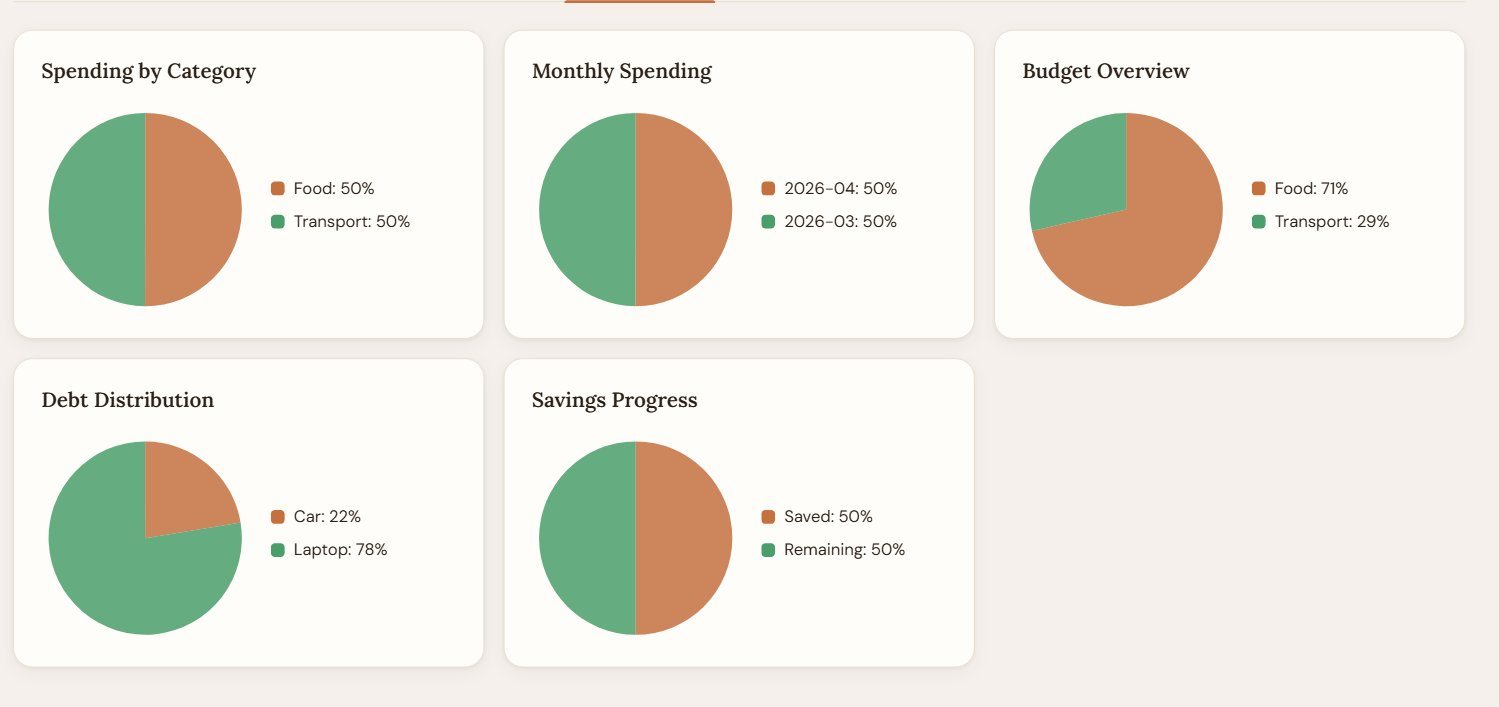 Spending by Category
Food: 50%
Transport: 50%
Monthly Spending
2026-04: 50%
2026-03: 50%
Budget Overview
Food: 71%
Transport: 29%
Debt Distribution
Car: 22%
Laptop: 78%
Savings Progress
Saved: 50%
Remaining: 50%